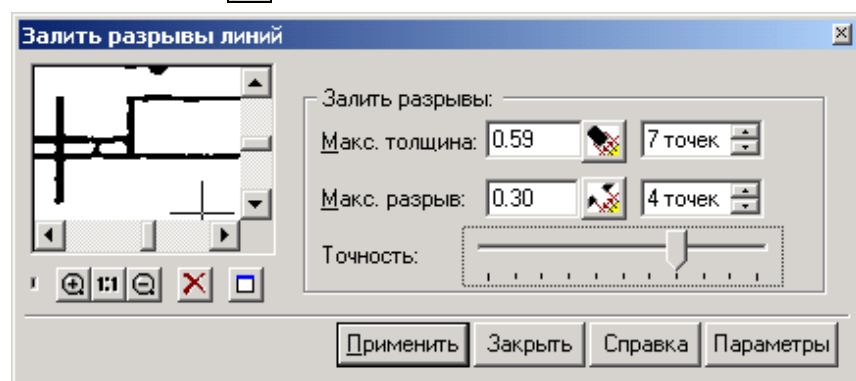 Залить разрывы линий
Залить разрывы:
Макс. толщина: 0.59 7 точек
Макс. разрыв: 0.30 4 точек
Точность:
1:1
Применить Закрыть Справка Параметры